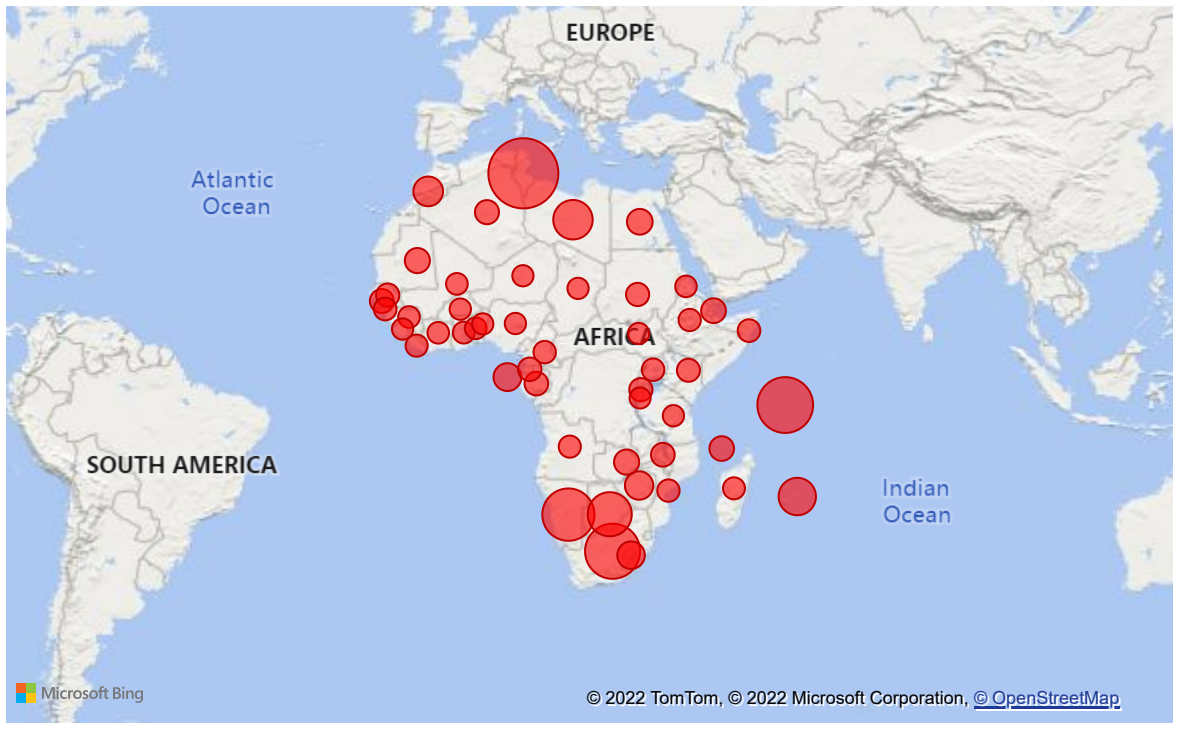 EUROPE
Atlantic
Ocean
AFRICA
SOUTH AMERICA
Indian
Ocean
Microsoft Bing
© 2022 TomTom, © 2022 Microsoft Corporation, © OpenStreetMap